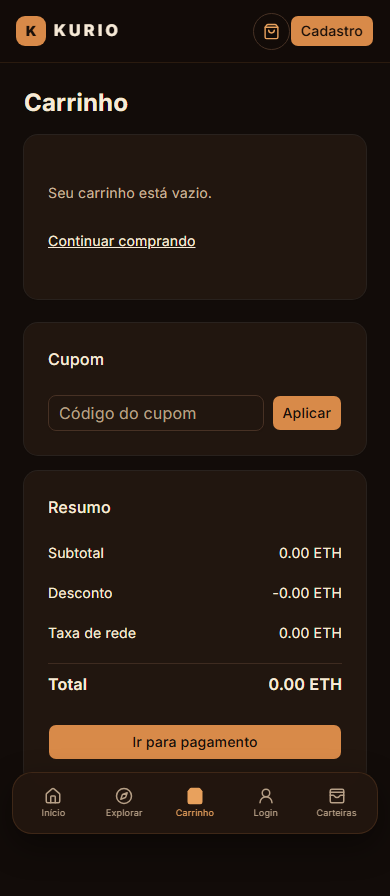 K KURIO
Cadastro
Carrinho
Seu carrinho está vazio.
Continuar comprando
Cupom
Código do cupom
Aplicar
Resumo
Subtotal 0.00 ETH
Desconto -0.00 ETH
Taxa de rede 0.00 ETH
Total 0.00 ETH
Ir para pagamento
Início Explorar Carrinho Login Carteiras